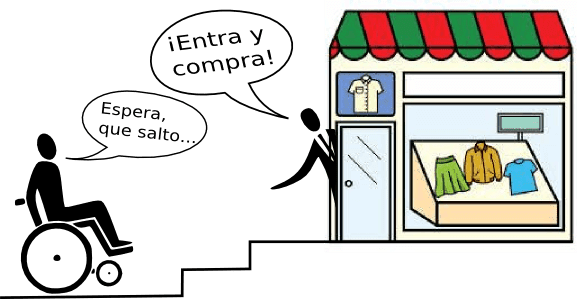 ¡Entra y
compra!
Espera,
que salto...